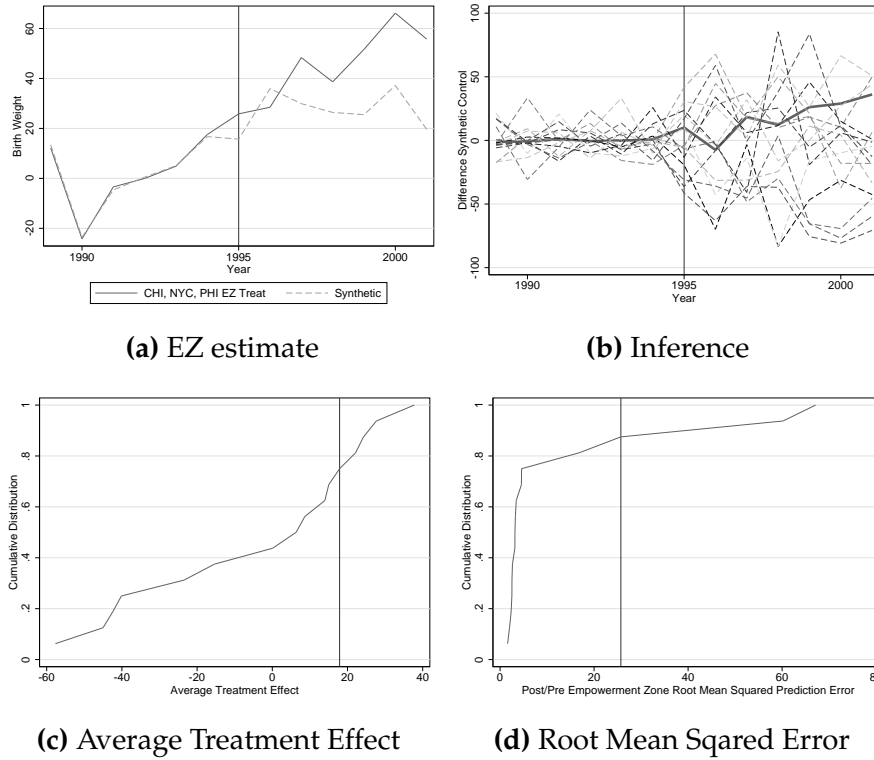 60
40
20
0
-20
Birth Weight
1990
1995
2000
Year
CHI, NYC, PHI EZ Treat
Synthetic
(a) EZ estimate
100
50
0
-50
-100
Difference Synthetic Control
1990
1995
2000
Year
(b) Inference
1
.8
.6
.4
.2
0
Cumulative Distribution
-60
-40
-20
0
20
40
Average Treatment Effect
(c) Average Treatment Effect
1
.8
.6
.4
.2
0
Cumulative Distribution
0
20
40
60
80
Post/Pre Empowerment Zone Root Mean Squared Prediction Error
(d) Root Mean Sqared Error